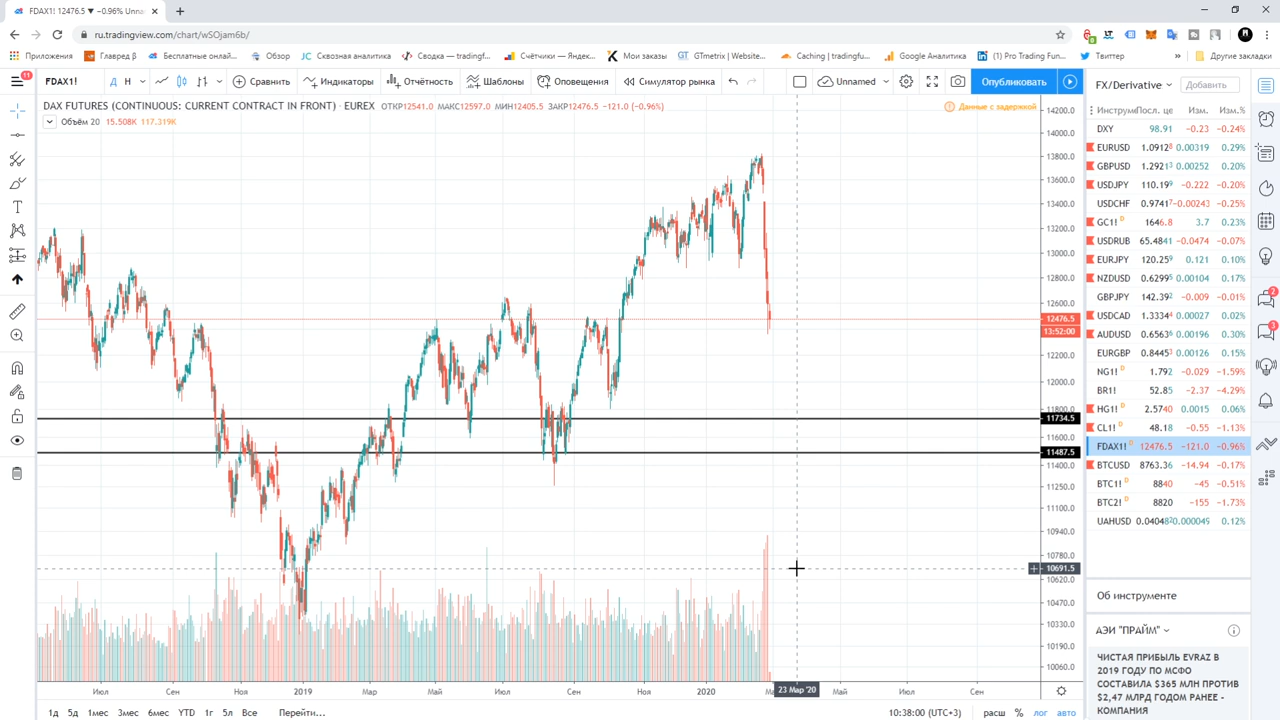 FDAX1! 12476.5 ▼ −0.96% Unna
ru.tradingview.com/chart/wSOjam6b/
Приложения Главред β Бесплатные онлай... Обзор Сквозная аналитик... Сводка — tradingf... Счётчики — Яндек... Мои заказы GTmetrix | Website... Caching | tradingfu... Google Аналитика (1) Pro Trading Fun... Твиттер » Другие закладки
11 FDAX1! Д Н Сравнить Индикаторы Отчётность Шаблоны Оповещения Симулятор рынка Unnamed Опубликовать FX/Derivative Добавить
DAX FUTURES (CONTINUOUS: CURRENT CONTRACT IN FRONT) · EUREX ОТКР12541.0 МАКС12597.0 МИН12405.5 ЗАКР12476.5 −121.0 (−0.96%) Данные с задержкой
Объём 20 15.508K 117.319K
14200.0
14000.0
13800.0
13600.0
13400.0
13200.0
13000.0
12800.0
12600.0
12476.5
13:52:00
12200.0
12000.0
11800.0
11734.5
11600.0
11487.5
11400.0
11250.0
11100.0
10940.0
10780.0
10691.5
10620.0
10470.0
10330.0
10190.0
10060.0
Июл Сен Ноя 2019 Мар Май Июл Сен Ноя 2020 23 Мар '20 Май Июл Сен
1д 5д 1мес 3мес 6мес YTD 1г 5л Все Перейти... 10:38:00 (UTC+3) расш % лог авто
Инструм Посл. це Изм. Изм.%
DXY 98.91 −0.23 −0.24%
EURUSD 1.0912⁸ 0.00319 0.29%
GBPUSD 1.2921³ 0.00252 0.20%
USDJPY 110.19⁹ −0.222 −0.20%
USDCHF 0.9741⁷ −0.00243 −0.25%
GC1! D 1646.8 3.7 0.23%
USDRUB 65.4841 −0.0474 −0.07%
EURJPY 120.25⁹ 0.121 0.10%
NZDUSD 0.6299⁵ 0.00104 0.17%
GBPJPY 142.39² −0.009 −0.01%
USDCAD 1.3334⁴ 0.00027 0.02%
AUDUSD 0.6563⁶ 0.00196 0.30%
EURGBP 0.8445³ 0.00126 0.15%
NG1! D 1.792 −0.029 −1.59%
BR1! 52.85 −2.37 −4.29%
HG1! D 2.5740 0.0015 0.06%
CL1! D 48.18 −0.55 −1.13%
FDAX1! D 12476.5 −121.0 −0.96%
BTCUSD 8763.36 −14.94 −0.17%
BTC1! D 8840 −45 −0.51%
BTC2! D 8820 −155 −1.73%
UAHUSD 0.04048² 0.000049 0.12%
Об инструменте
АЭИ "ПРАЙМ"
ЧИСТАЯ ПРИБЫЛЬ EVRAZ В
2019 ГОДУ ПО МСФО
СОСТАВИЛА $365 МЛН ПРОТИВ
$2,47 МЛРД ГОДОМ РАНЕЕ -
КОМПАНИЯ
2
3